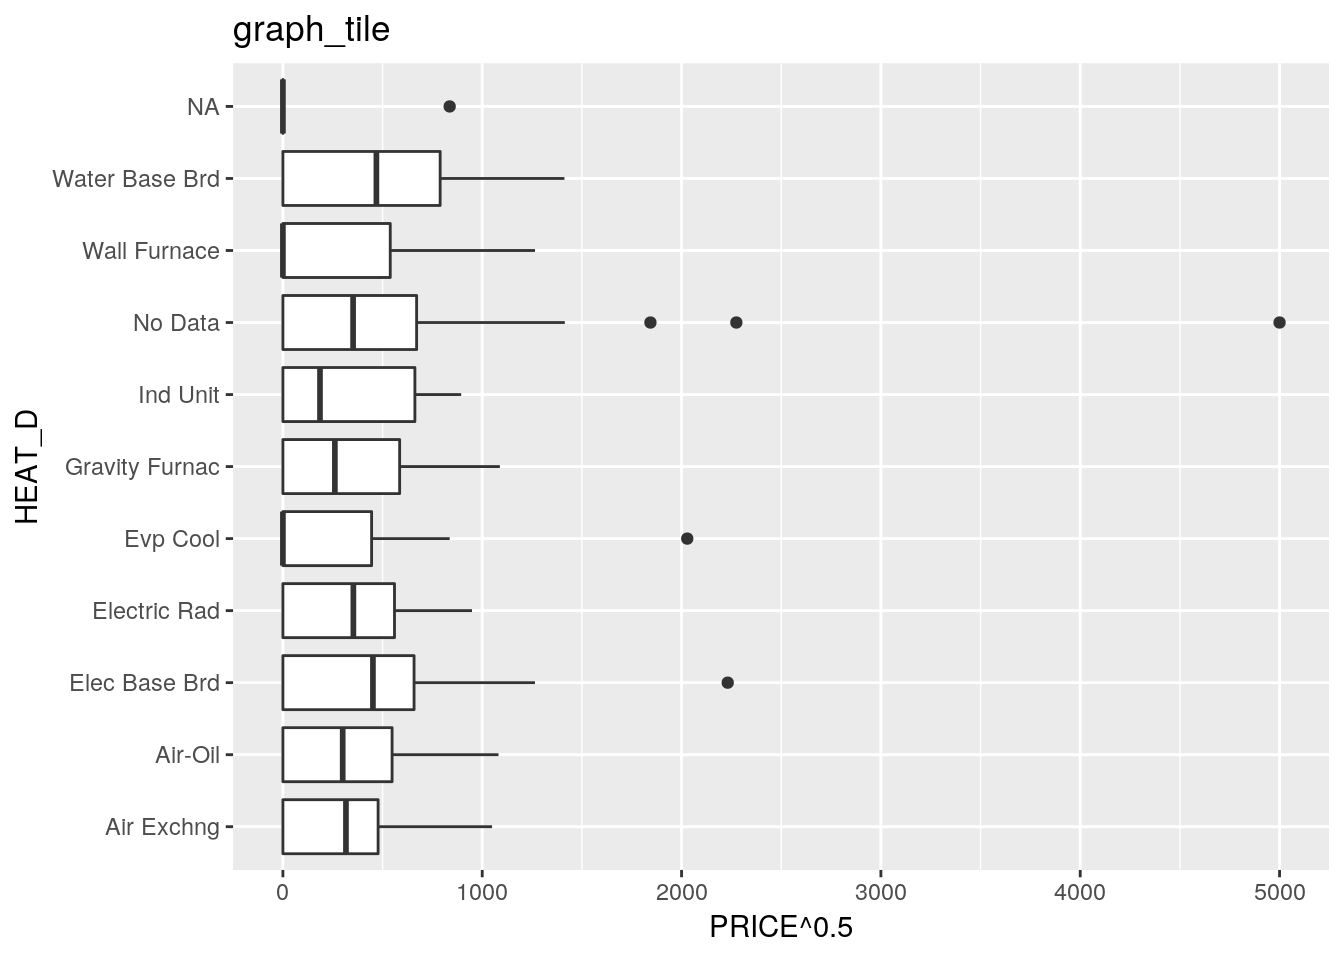 graph_tile
NA
Water Base Brd
Wall Furnace
No Data
Ind Unit
Gravity Furnac
Evp Cool
Electric Rad
Elec Base Brd
Air-Oil
Air Exchng
HEAT_D
0 1000 2000 3000 4000 5000
PRICE^0.5